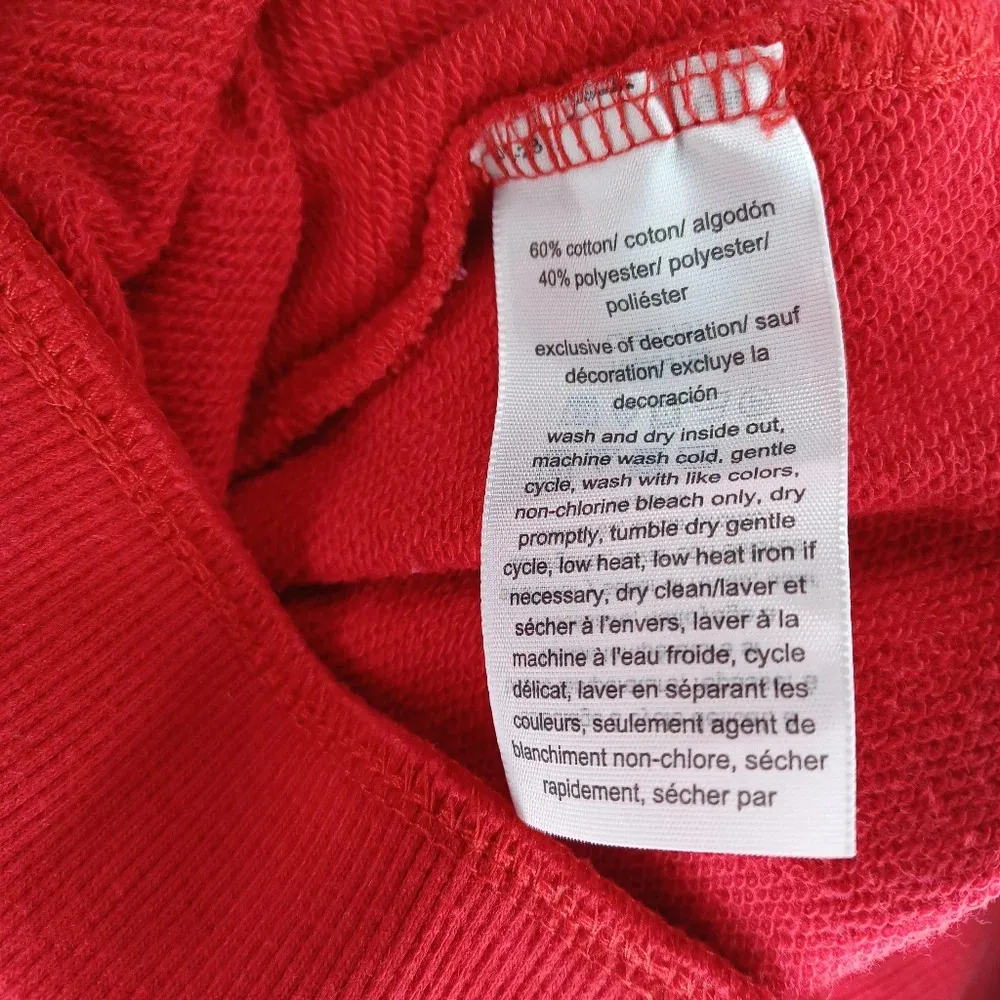 60% cotton/ coton/ algodón
40% polyester/ polyester/
poliéster
exclusive of decoration/ sauf
décoration/ excluye la
decoración
wash and dry inside out,
machine wash cold, gentle
cycle, wash with like colors,
non-chlorine bleach only, dry
promptly, tumble dry gentle
cycle, low heat, low heat iron if
necessary, dry clean/laver et
sécher à l'envers, laver à la
machine à l'eau froide, cycle
délicat, laver en séparant les
couleurs, seulement agent de
blanchiment non-chlore, sécher
rapidement, sécher par